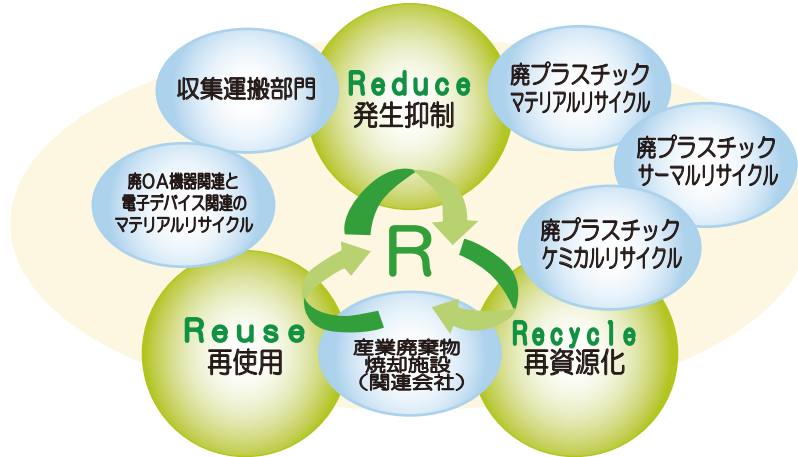 収集運搬部門
Reduce
発生抑制
廃プラスチック
マテリアルリサイクル
廃プラスチック
サーマルリサイクル
廃OA機器関連と
電子デバイス関連の
マテリアルリサイクル
廃プラスチック
ケミカルリサイクル
R
Reuse
再使用
産業廃棄物
焼却施設
（関連会社）
Recycle
再資源化